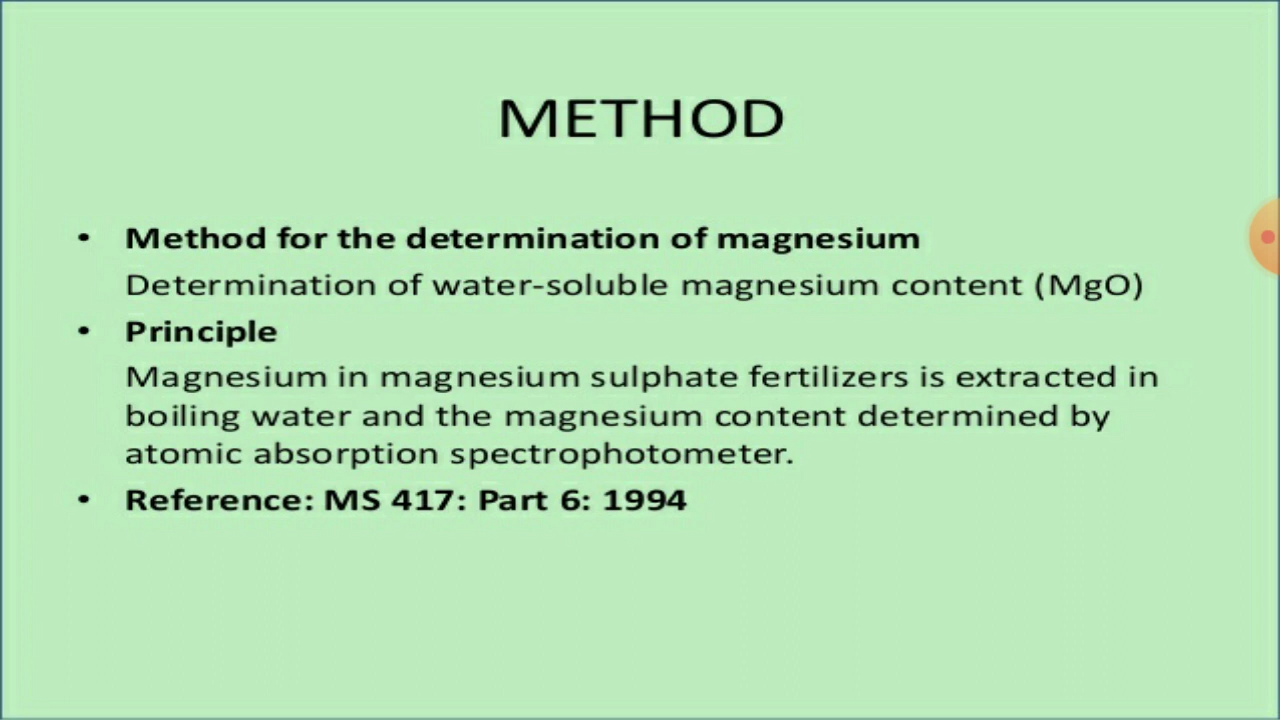 METHOD
• Method for the determination of magnesium
Determination of water-soluble magnesium content (MgO)
• Principle
Magnesium in magnesium sulphate fertilizers is extracted in
boiling water and the magnesium content determined by
atomic absorption spectrophotometer.
• Reference: MS 417: Part 6: 1994